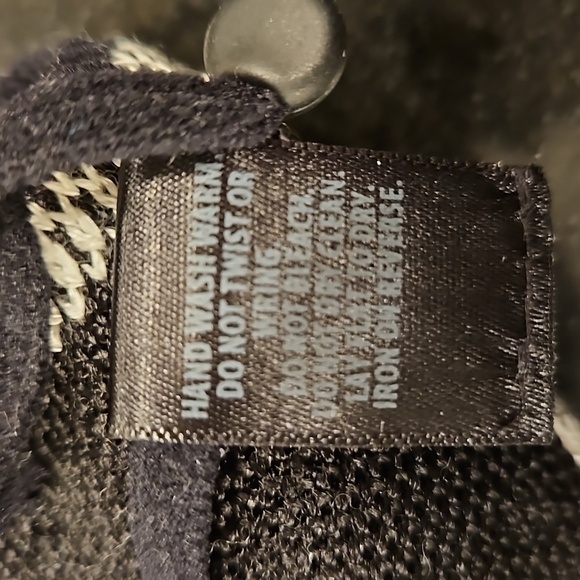 HAND WASH WARM.
DO NOT TWIST OR
WRING.
DO NOT BLEACH.
DO NOT DRY CLEAN.
LAY FLAT TO DRY.
IRON ON REVERSE.